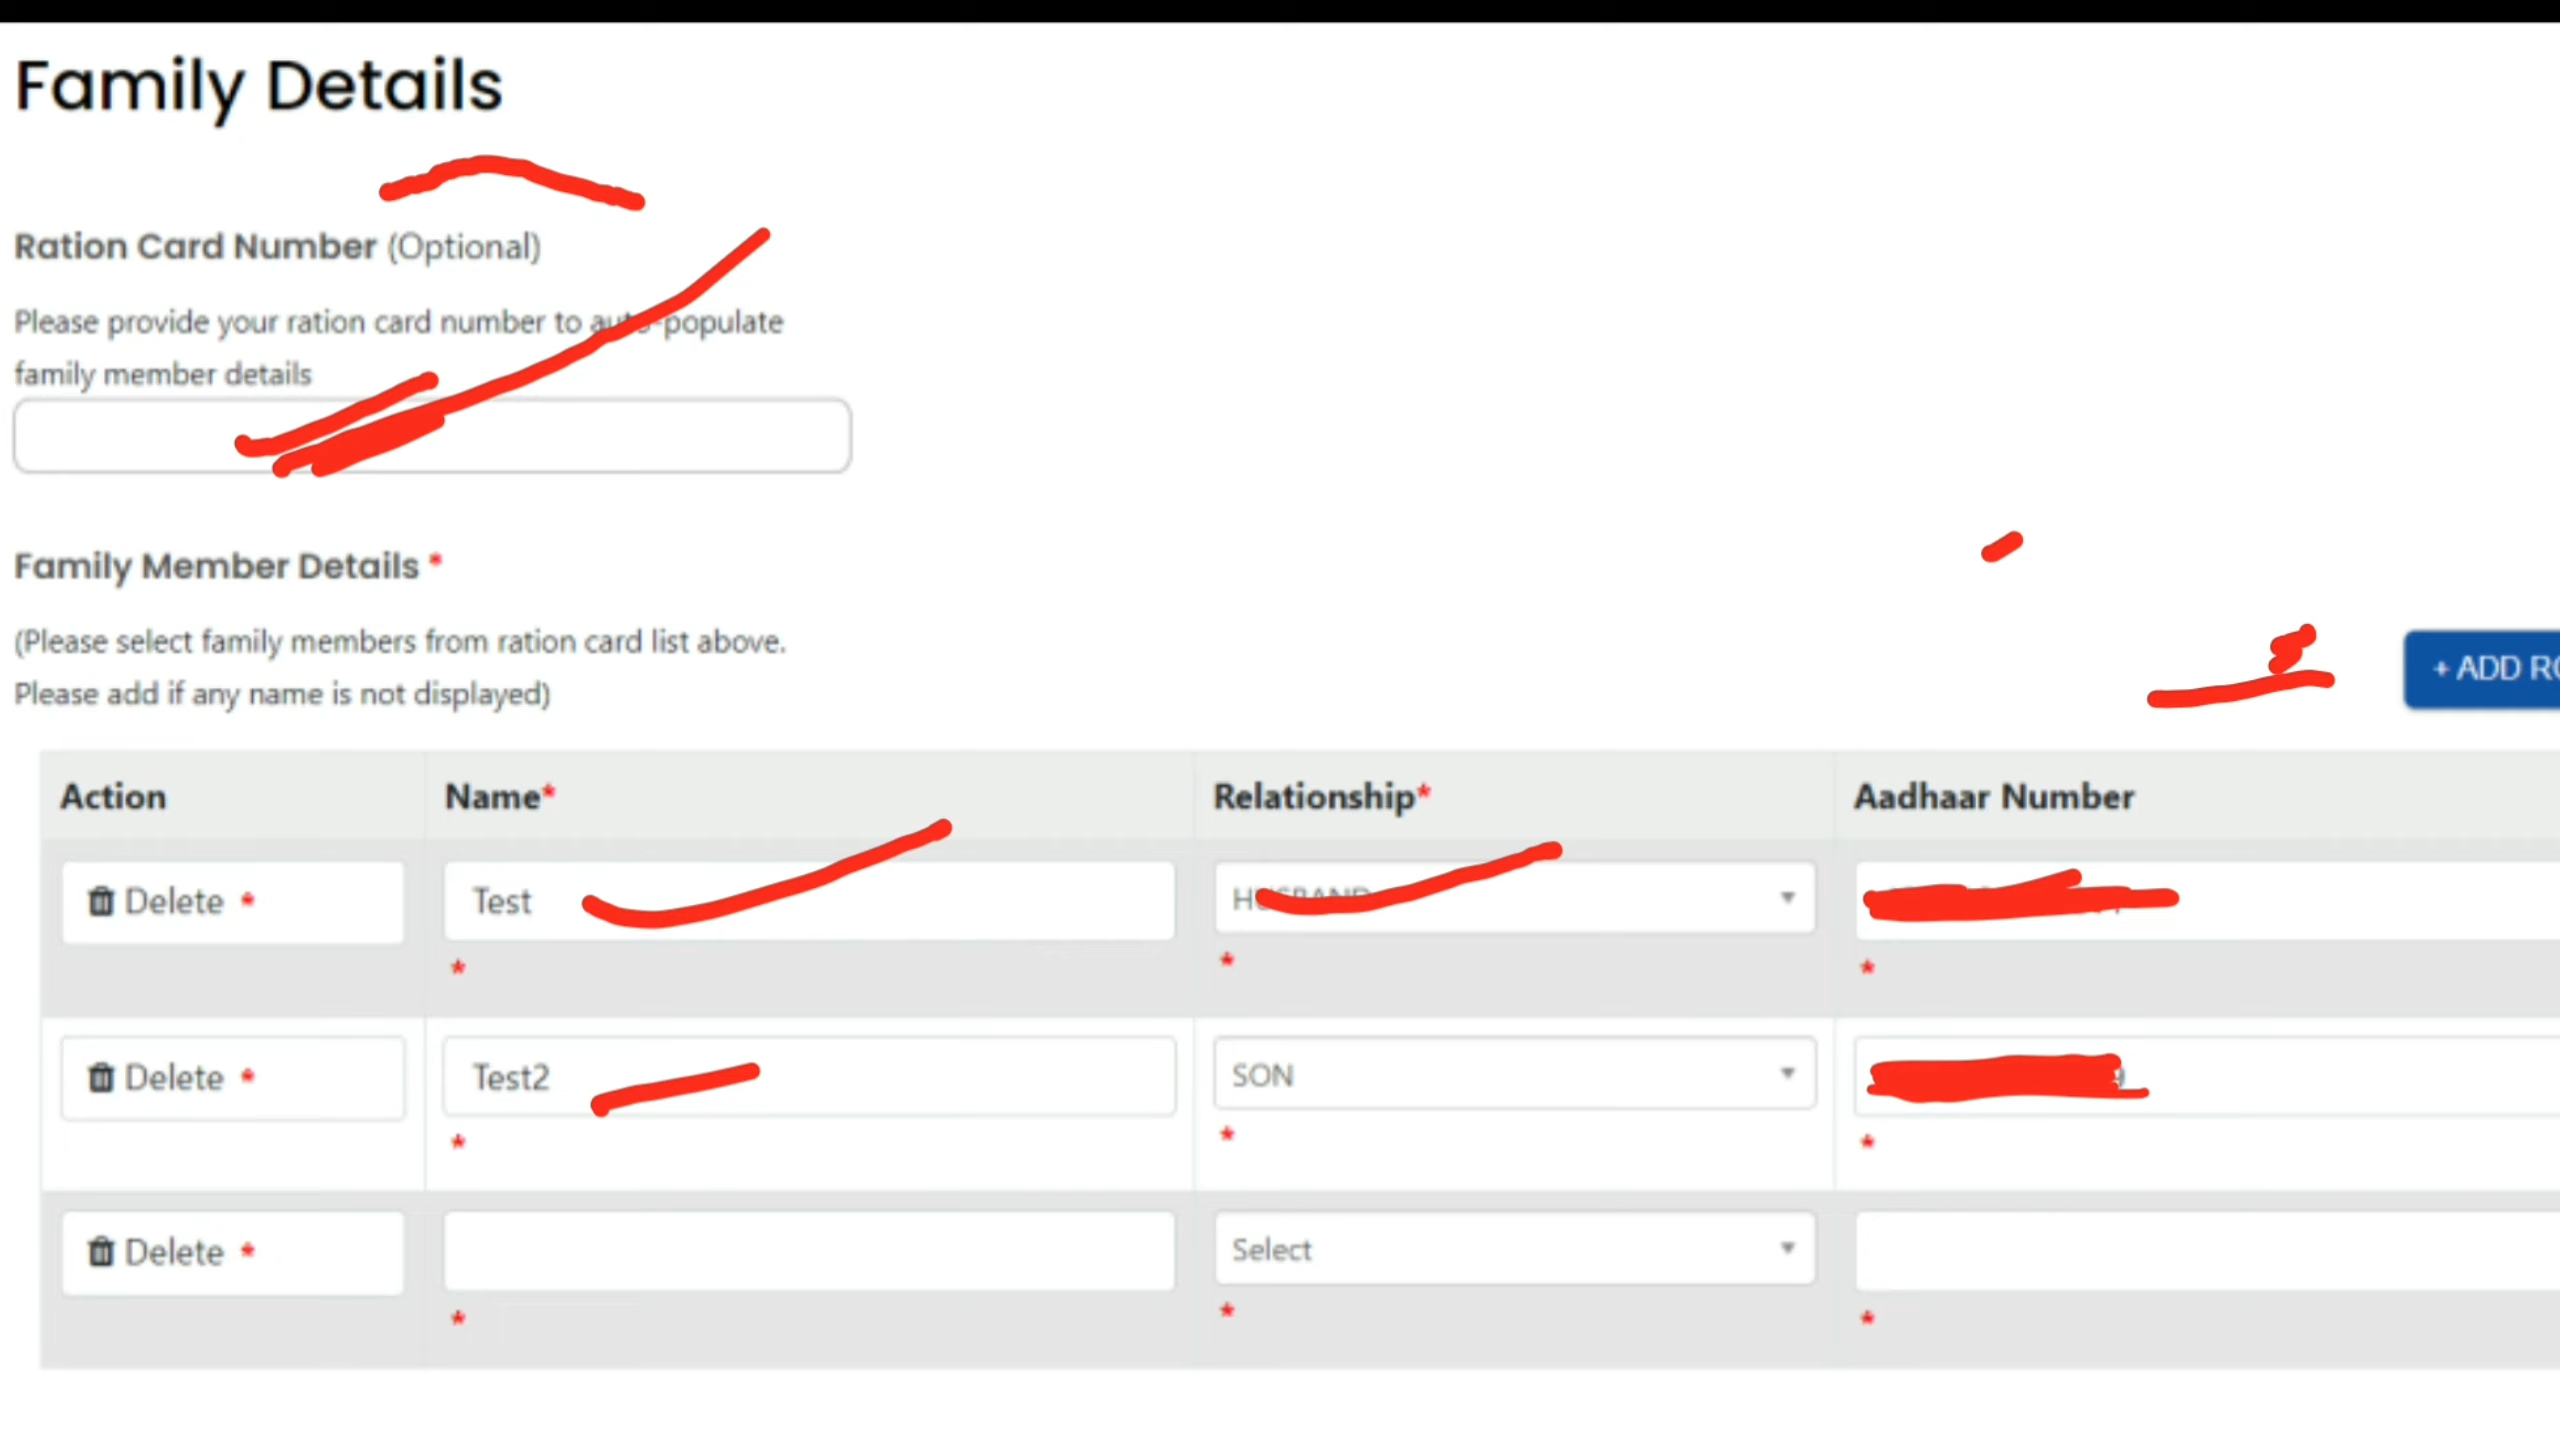 Family Details
Ration Card Number (Optional)
Please provide your ration card number to auto-populate
family member details
Family Member Details *
(Please select family members from ration card list above.
Please add if any name is not displayed)
+ ADD
Action Name* Relationship* Aadhaar Number
Delete * Test HUSBAND
* * *
Delete * Test2 SON
* * *
Delete * Select
* * *